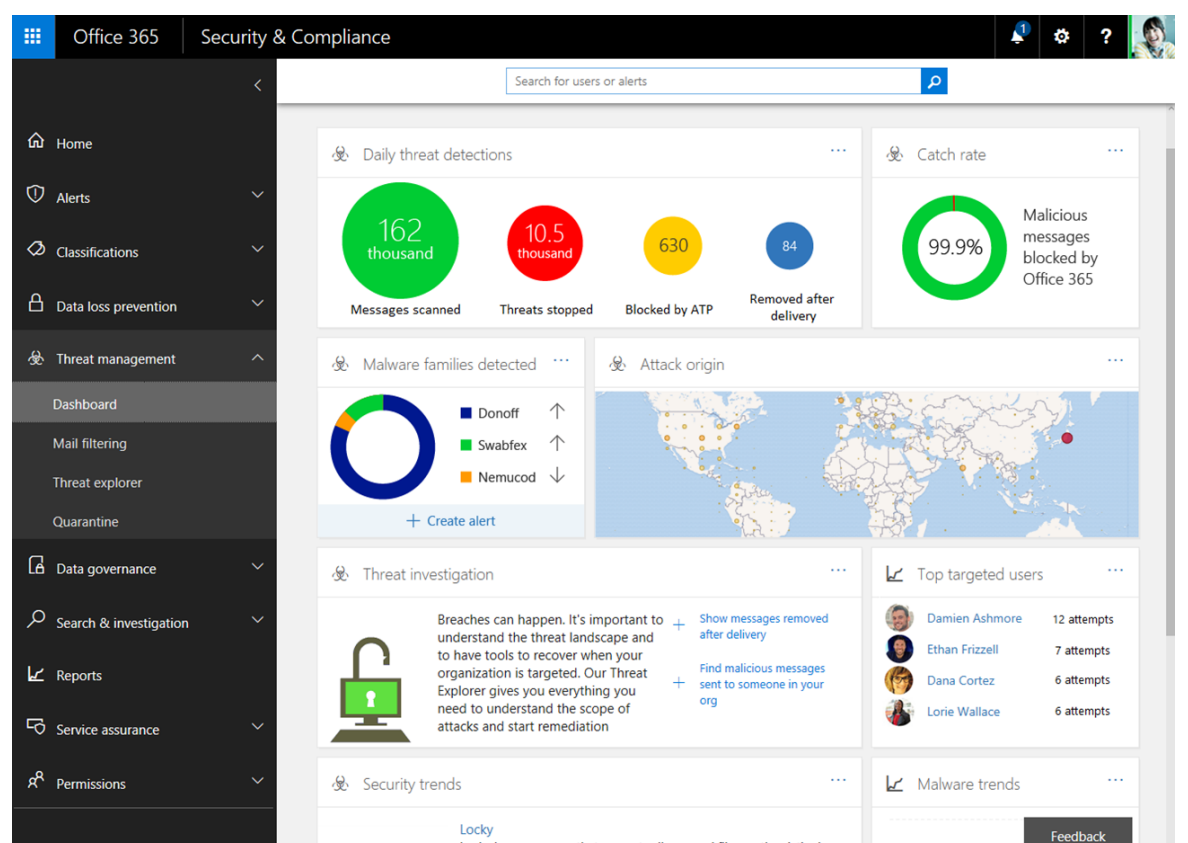 Office 365
Security & Compliance
1
?
Search for users or alerts
Home
Alerts
Classifications
Data loss prevention
Threat management
Dashboard
Mail filtering
Threat explorer
Quarantine
Data governance
Search & investigation
Reports
Service assurance
Permissions
Daily threat detections
162
thousand
Messages scanned
10.5
thousand
Threats stopped
630
Blocked by ATP
84
Removed after
delivery
Catch rate
99.9%
Malicious
messages
blocked by
Office 365
Malware families detected
Donoff
Swabfex
Nemucod
+ Create alert
Attack origin
Threat investigation
Breaches can happen. It's important to
understand the threat landscape and
to have tools to recover when your
organization is targeted. Our Threat
Explorer gives you everything you
need to understand the scope of
attacks and start remediation
+ Show messages removed
after delivery
+ Find malicious messages
sent to someone in your
org
Top targeted users
Damien Ashmore 12 attempts
Ethan Frizzell 7 attempts
Dana Cortez 6 attempts
Lorie Wallace 6 attempts
Security trends
Locky
Malware trends
Feedback